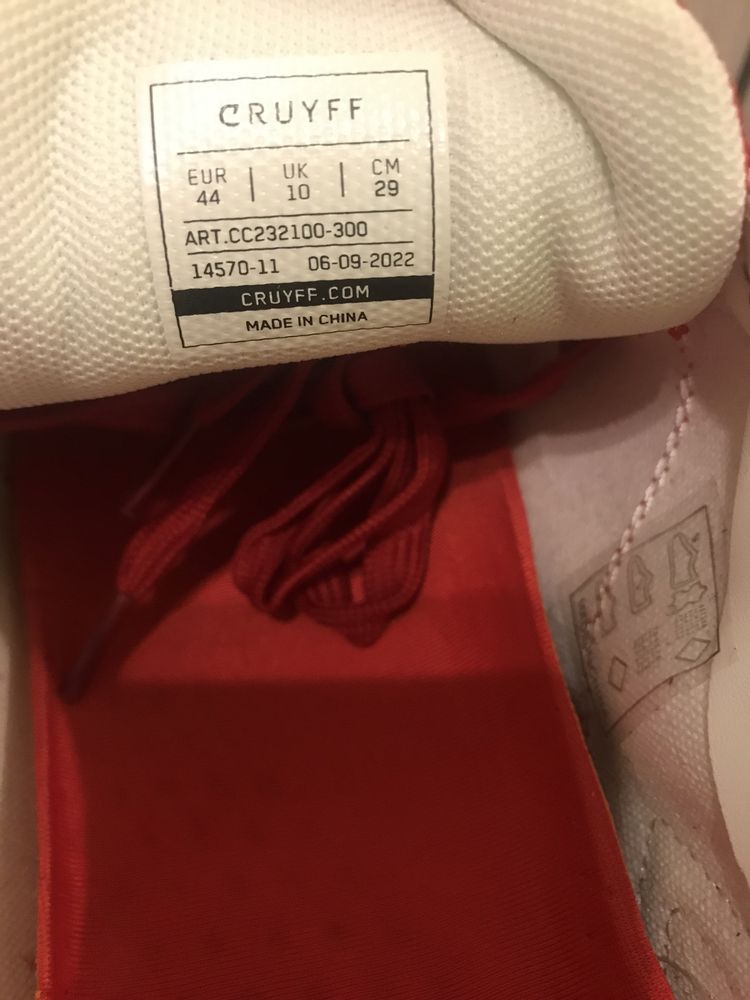 CRUYFF
EUR | UK | CM
44 10 29
ART.CC232100-300
14570-11 06-09-2022
CRUYFF.COM
MADE IN CHINA